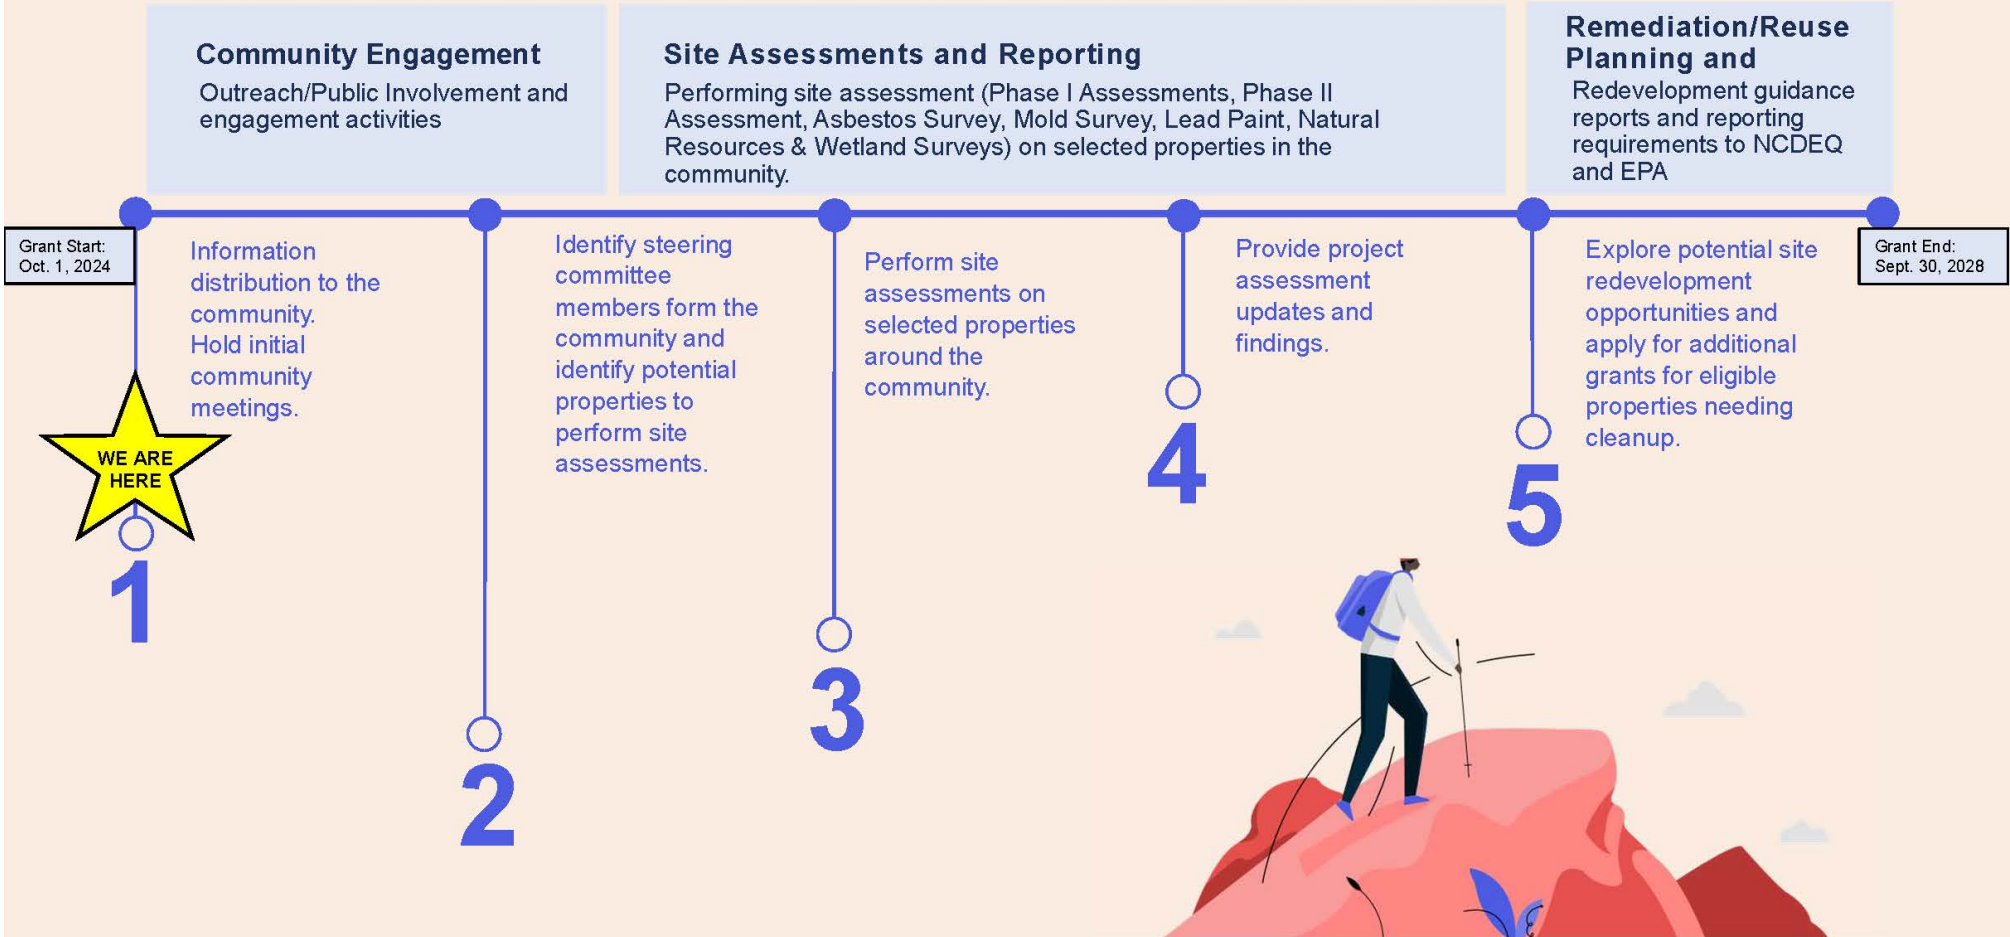 Community Engagement
Outreach/Public Involvement and
engagement activities
Site Assessments and Reporting
Performing site assessment (Phase I Assessments, Phase II
Assessment, Asbestos Survey, Mold Survey, Lead Paint, Natural
Resources & Wetland Surveys) on selected properties in the
community.
Remediation/Reuse
Planning and
Redevelopment guidance
reports and reporting
requirements to NCDEQ
and EPA
Grant Start:
Oct. 1, 2024
Information
distribution to the
community.
Hold initial
community
meetings.
WE ARE
HERE
1
Identify steering
committee
members form the
community and
identify potential
properties to
perform site
assessments.
2
Perform site
assessments on
selected properties
around the
community.
3
Provide project
assessment
updates and
findings.
4
Explore potential site
redevelopment
opportunities and
apply for additional
grants for eligible
properties needing
cleanup.
5
Grant End:
Sept. 30, 2028